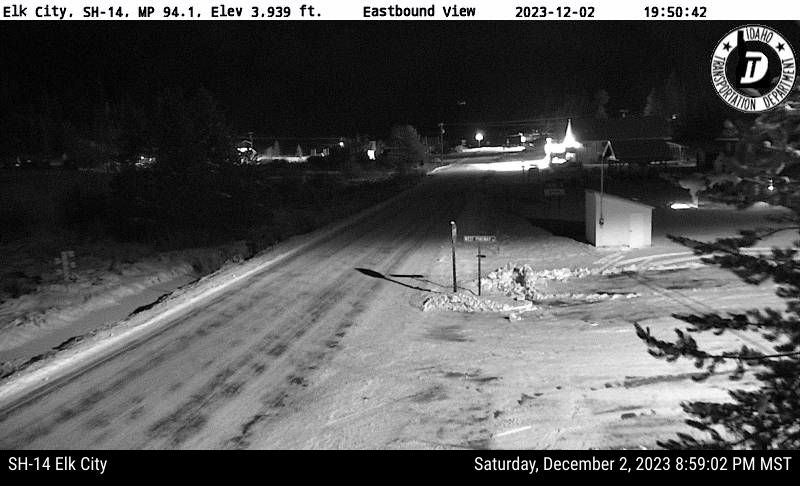 Elk City, SH-14, MP 94.1, Elev 3,939 ft. Eastbound View 2023-12-02 19:50:42
IDAHO
TRANSPORTATION DEPARTMENT
SH-14 Elk City
Saturday, December 2, 2023 8:59:02 PM MST